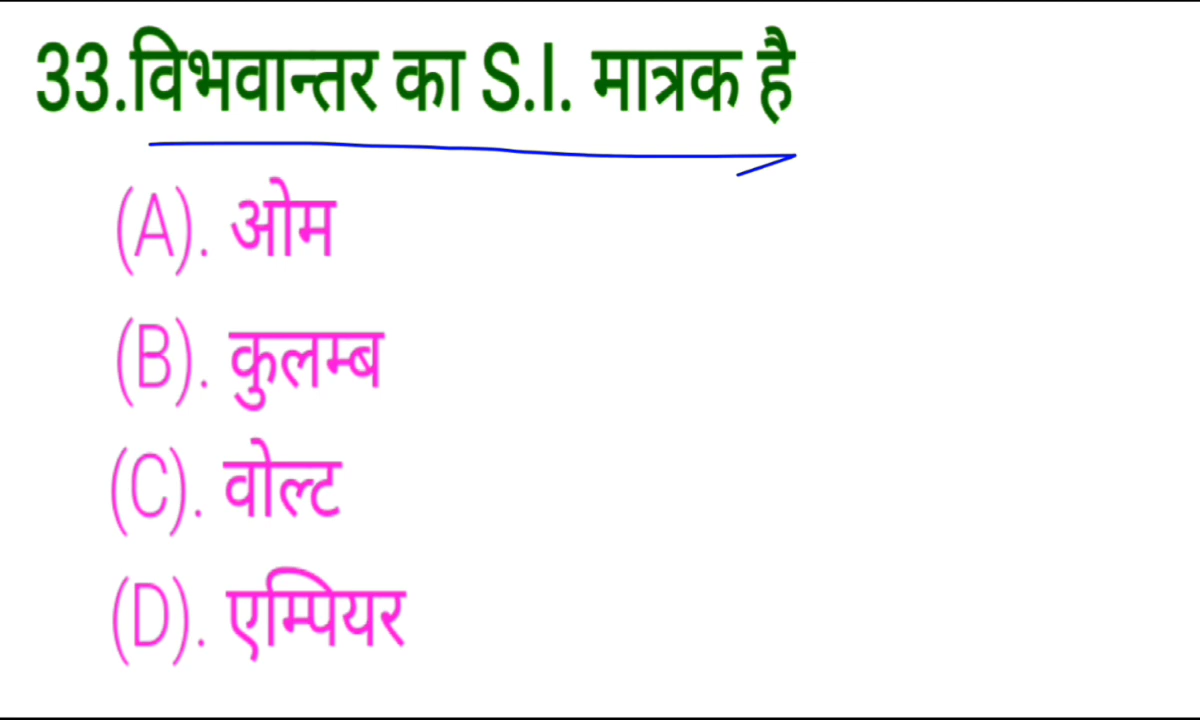 33.विभवान्तर का S.I. मात्रक है
(A). ओम
(B). कुलम्ब
(C). वोल्ट
(D). एम्पियर